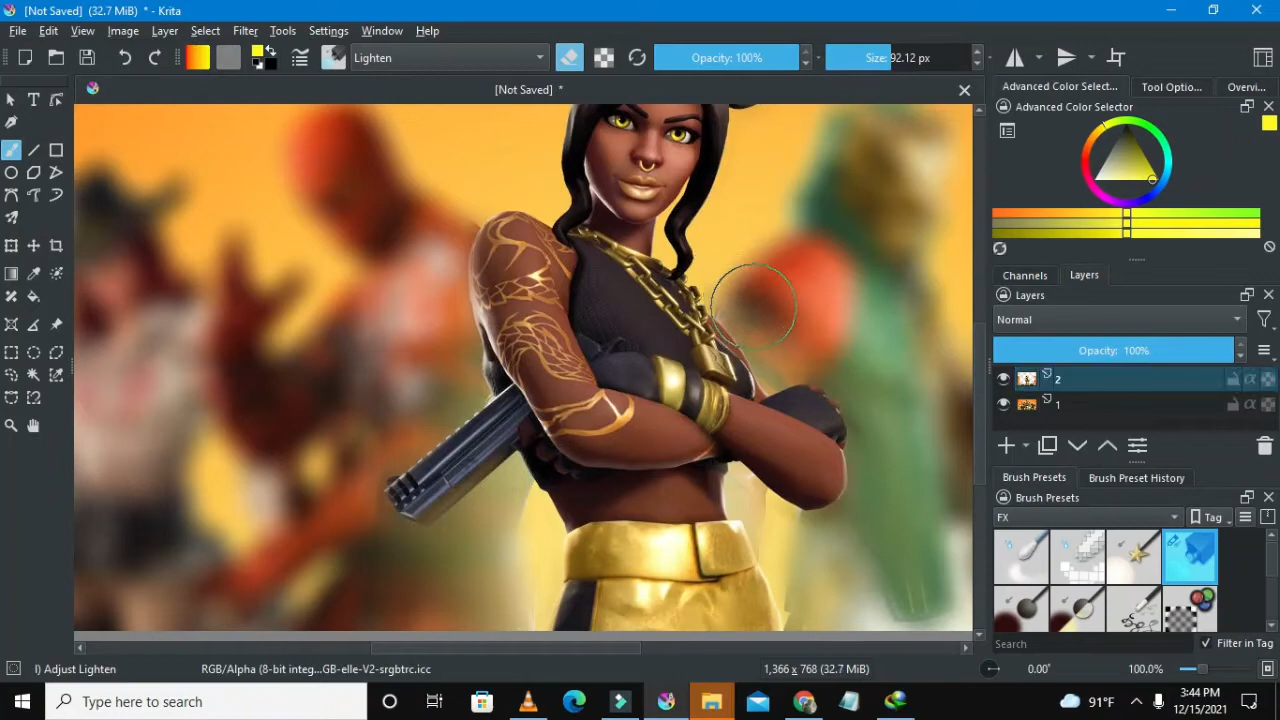 [Not Saved] (32.7 MiB) * - Krita
File Edit View Image Layer Select Filter Tools Settings Window Help
Lighten
Opacity: 100%
Size: 92.12 px
[Not Saved] *
Advanced Color Select...
Tool Optio...
Overvi...
Advanced Color Selector
Channels
Layers
Layers
Normal
Opacity: 100%
2
1
Brush Presets
Brush Preset History
Brush Presets
FX
Tag
Search
Filter in Tag
I) Adjust Lighten
RGB/Alpha (8-bit integ...GB-elle-V2-srgbtrc.icc
1,366 x 768 (32.7 MiB)
0.00°
100.0%
Type here to search
91°F
3:44 PM
12/15/2021